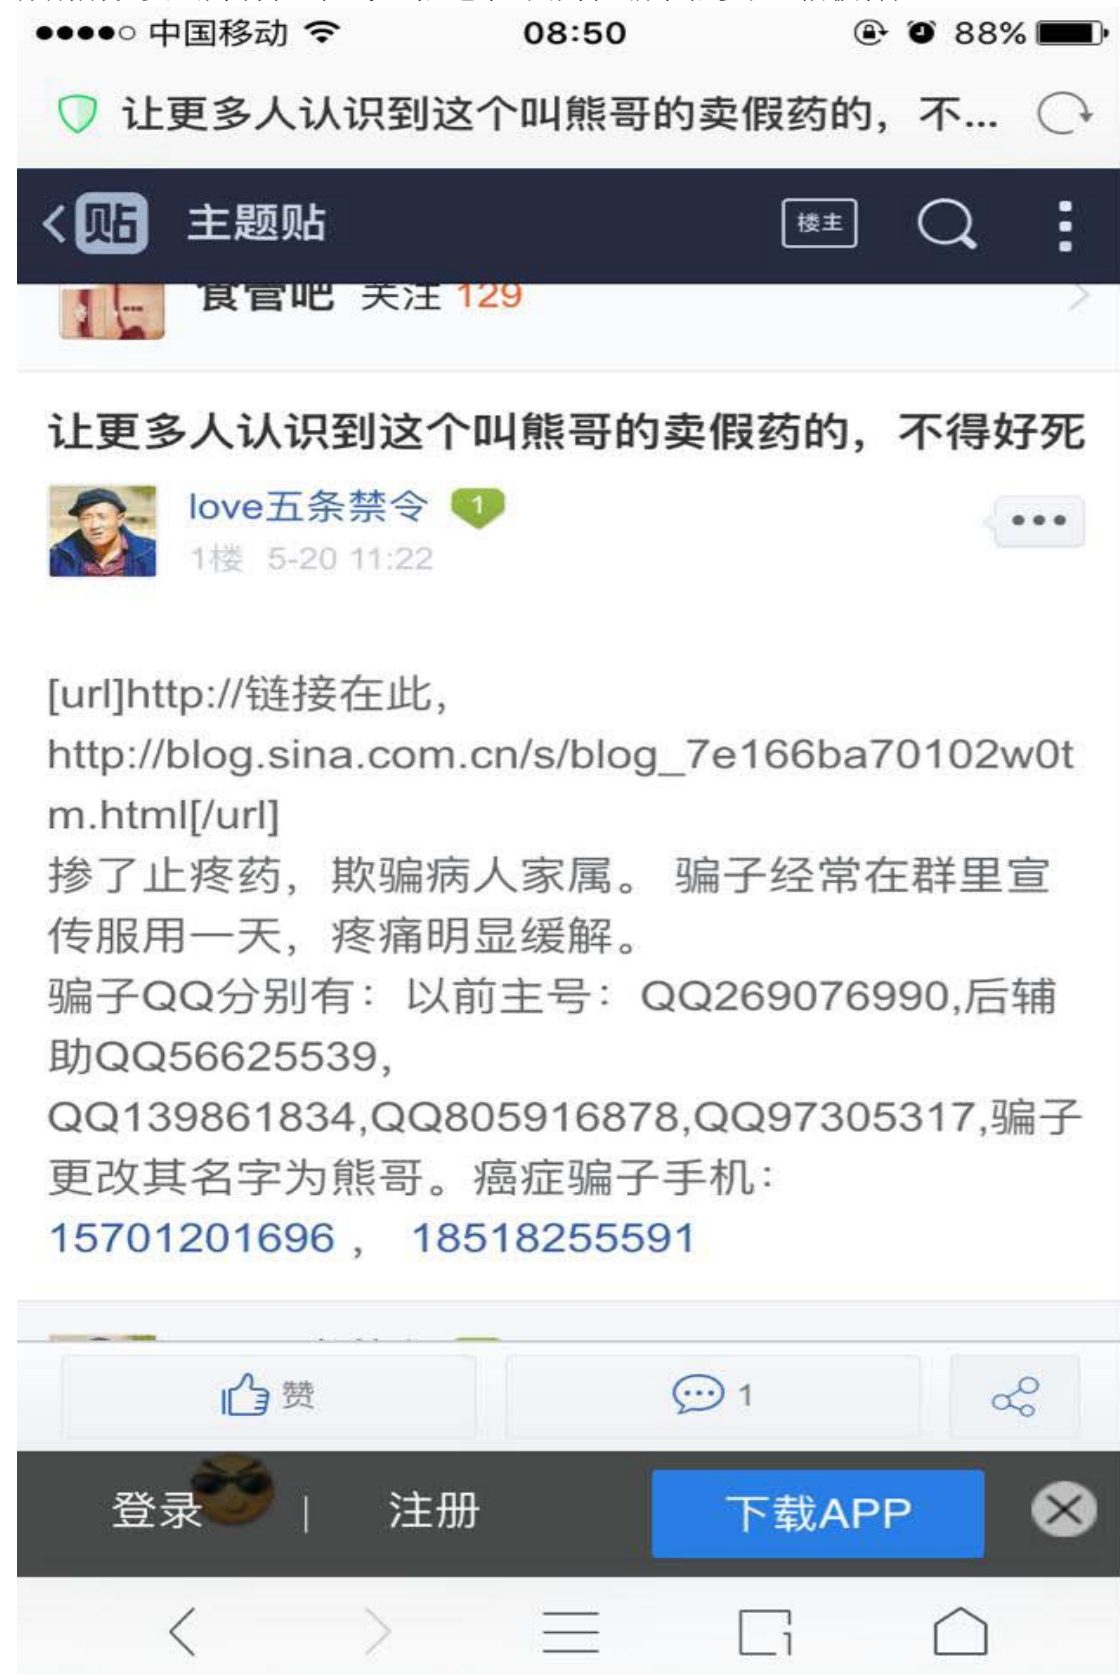 中国移动 08:50 88%
让更多人认识到这个叫熊哥的卖假药的，不...
贴 主题贴 楼主
食管吧 关注 129
让更多人认识到这个叫熊哥的卖假药的，不得好死
love五条禁令 1
1楼 5-20 11:22
[url]http://链接在此，
http://blog.sina.com.cn/s/blog_7e166ba70102w0t
m.html[/url]
掺了止疼药，欺骗病人家属。 骗子经常在群里宣
传服用一天，疼痛明显缓解。
骗子QQ分别有：以前主号：QQ269076990,后辅
助QQ56625539，
QQ139861834,QQ805916878,QQ97305317,骗子
更改其名字为熊哥。癌症骗子手机：
15701201696 ， 18518255591
赞 1
登录 | 注册 下载APP
1